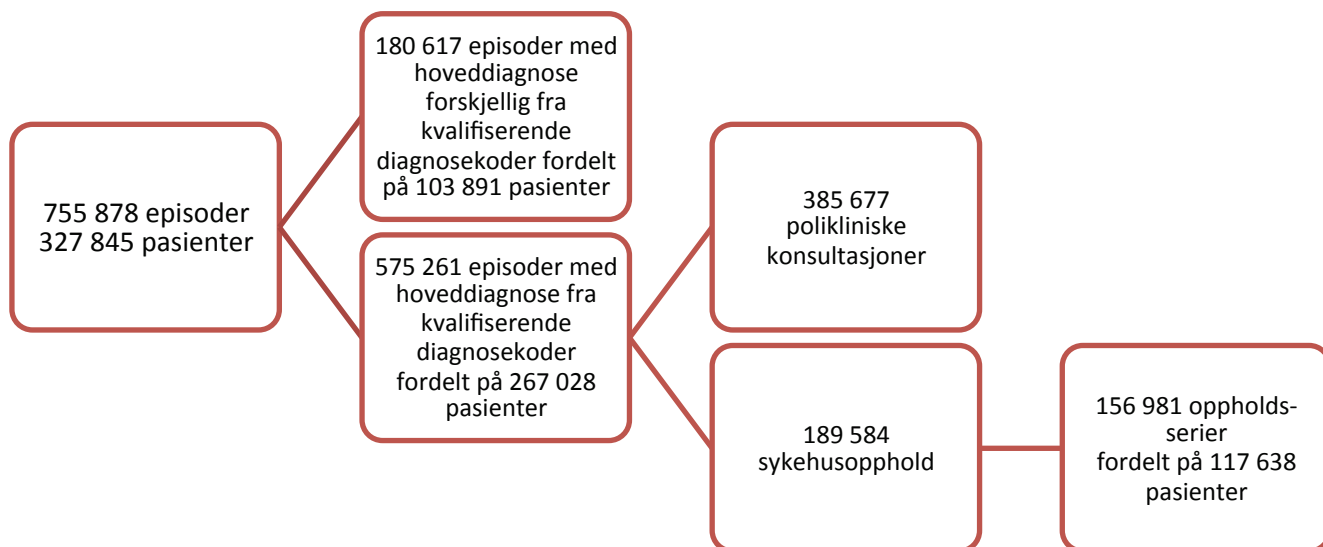 755 878 episoder
327 845 pasienter
180 617 episoder med
hoveddiagnose
forskjellig fra
kvalifiserende
diagnosekoder fordelt
på 103 891 pasienter
575 261 episoder med
hoveddiagnose fra
kvalifiserende
diagnosekoder
fordelt på 267 028
pasienter
385 677
polikliniske
konsultasjoner
189 584
sykehusopphold
156 981 oppholds-
serier
fordelt på 117 638
pasienter